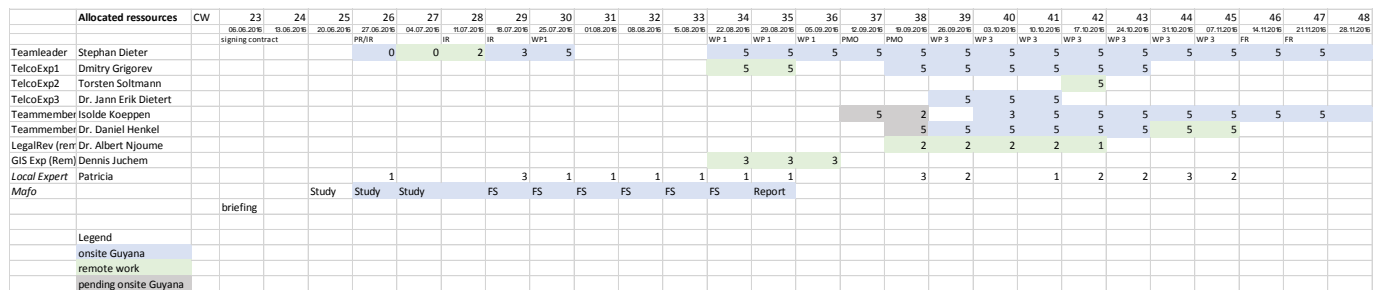 Allocated ressources CW 23 24 25 26 27 28 29 30 31 32 33 34 35 36 37 38 39 40 41 42 43 44 45 46 47 48
06.06.2016 13.06.2016 20.06.2016 27.06.2016 04.07.2016 11.07.2016 18.07.2016 25.07.2016 01.08.2016 08.08.2016 15.08.2016 22.08.2016 29.08.2016 05.09.2016 12.09.2016 19.09.2016 26.09.2016 03.10.2016 10.10.2016 17.10.2016 24.10.2016 31.10.2016 07.11.2016 14.11.2016 21.11.2016 28.11.2016
signing contract PR/IR IR IR WP1 WP 1 WP 1 WP 1 PMO PMO WP 3 WP 3 WP 3 WP 3 WP 3 WP 3 WP 3 FR FR
Teamleader Stephan Dieter 0 0 2 3 5 5 5 5 5 5 5 5 5 5 5 5 5 5 5
TelcoExp1 Dmitry Grigorev 5 5 5 5 5 5 5 5
TelcoExp2 Torsten Soltmann 5
TelcoExp3 Dr. Jann Erik Dietert 5 5 5
Teammember Isolde Koeppen 5 2 3 5 5 5 5 5 5 5
Teammember Dr. Daniel Henkel 5 5 5 5 5 5 5 5
LegalRev (rem Dr. Albert Njoume 2 2 2 2 1
GIS Exp (Rem) Dennis Juchem 3 3 3
Local Expert Patricia 1 3 1 1 1 1 1 1 3 2 1 2 2 3 2
Mafo Study Study Study FS FS FS FS FS FS Report
briefing
Legend
onsite Guyana
remote work
pending onsite Guyana